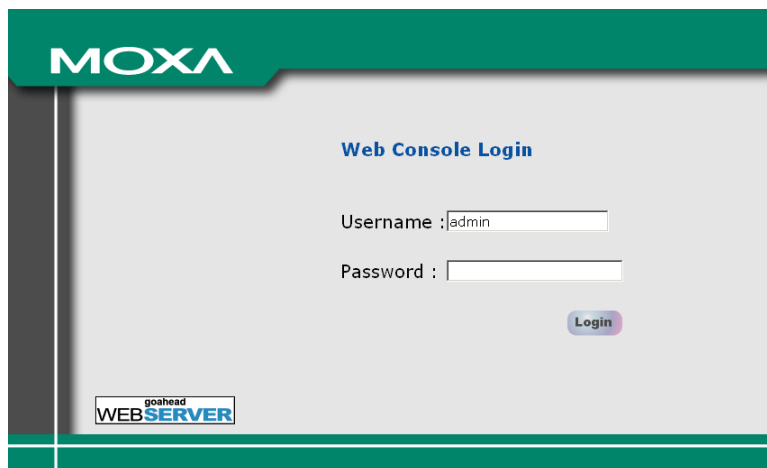 MOXA
Web Console Login
Username : admin
Password :
Login
goahead
WEBSERVER